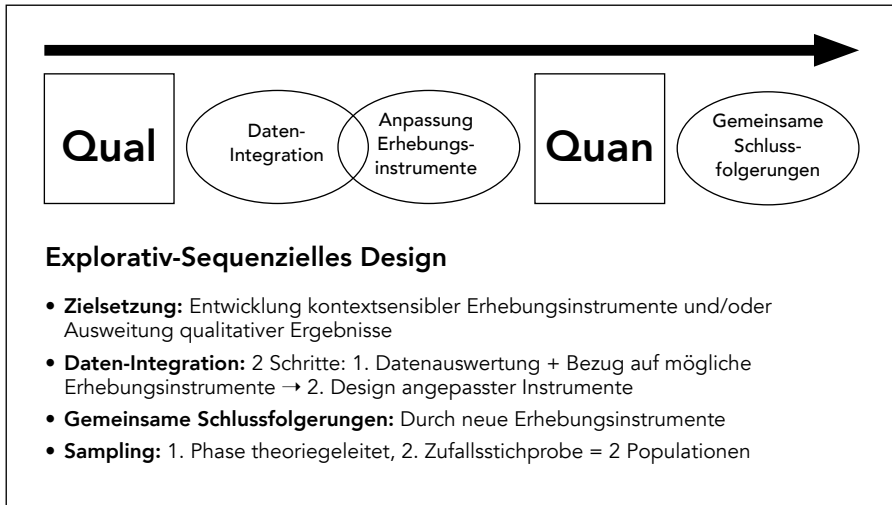 Qual
Daten-
Integration
Anpassung
Erhebungs-
instrumente
Quan
Gemeinsame
Schluss-
folgerungen
Explorativ-Sequenzielles Design
• Zielsetzung: Entwicklung kontextsensibler Erhebungsinstrumente und/oder
Ausweitung qualitativer Ergebnisse
• Daten-Integration: 2 Schritte: 1. Datenauswertung + Bezug auf mögliche
Erhebungsinstrumente → 2. Design angepasster Instrumente
• Gemeinsame Schlussfolgerungen: Durch neue Erhebungsinstrumente
• Sampling: 1. Phase theoriegeleitet, 2. Zufallsstichprobe = 2 Populationen